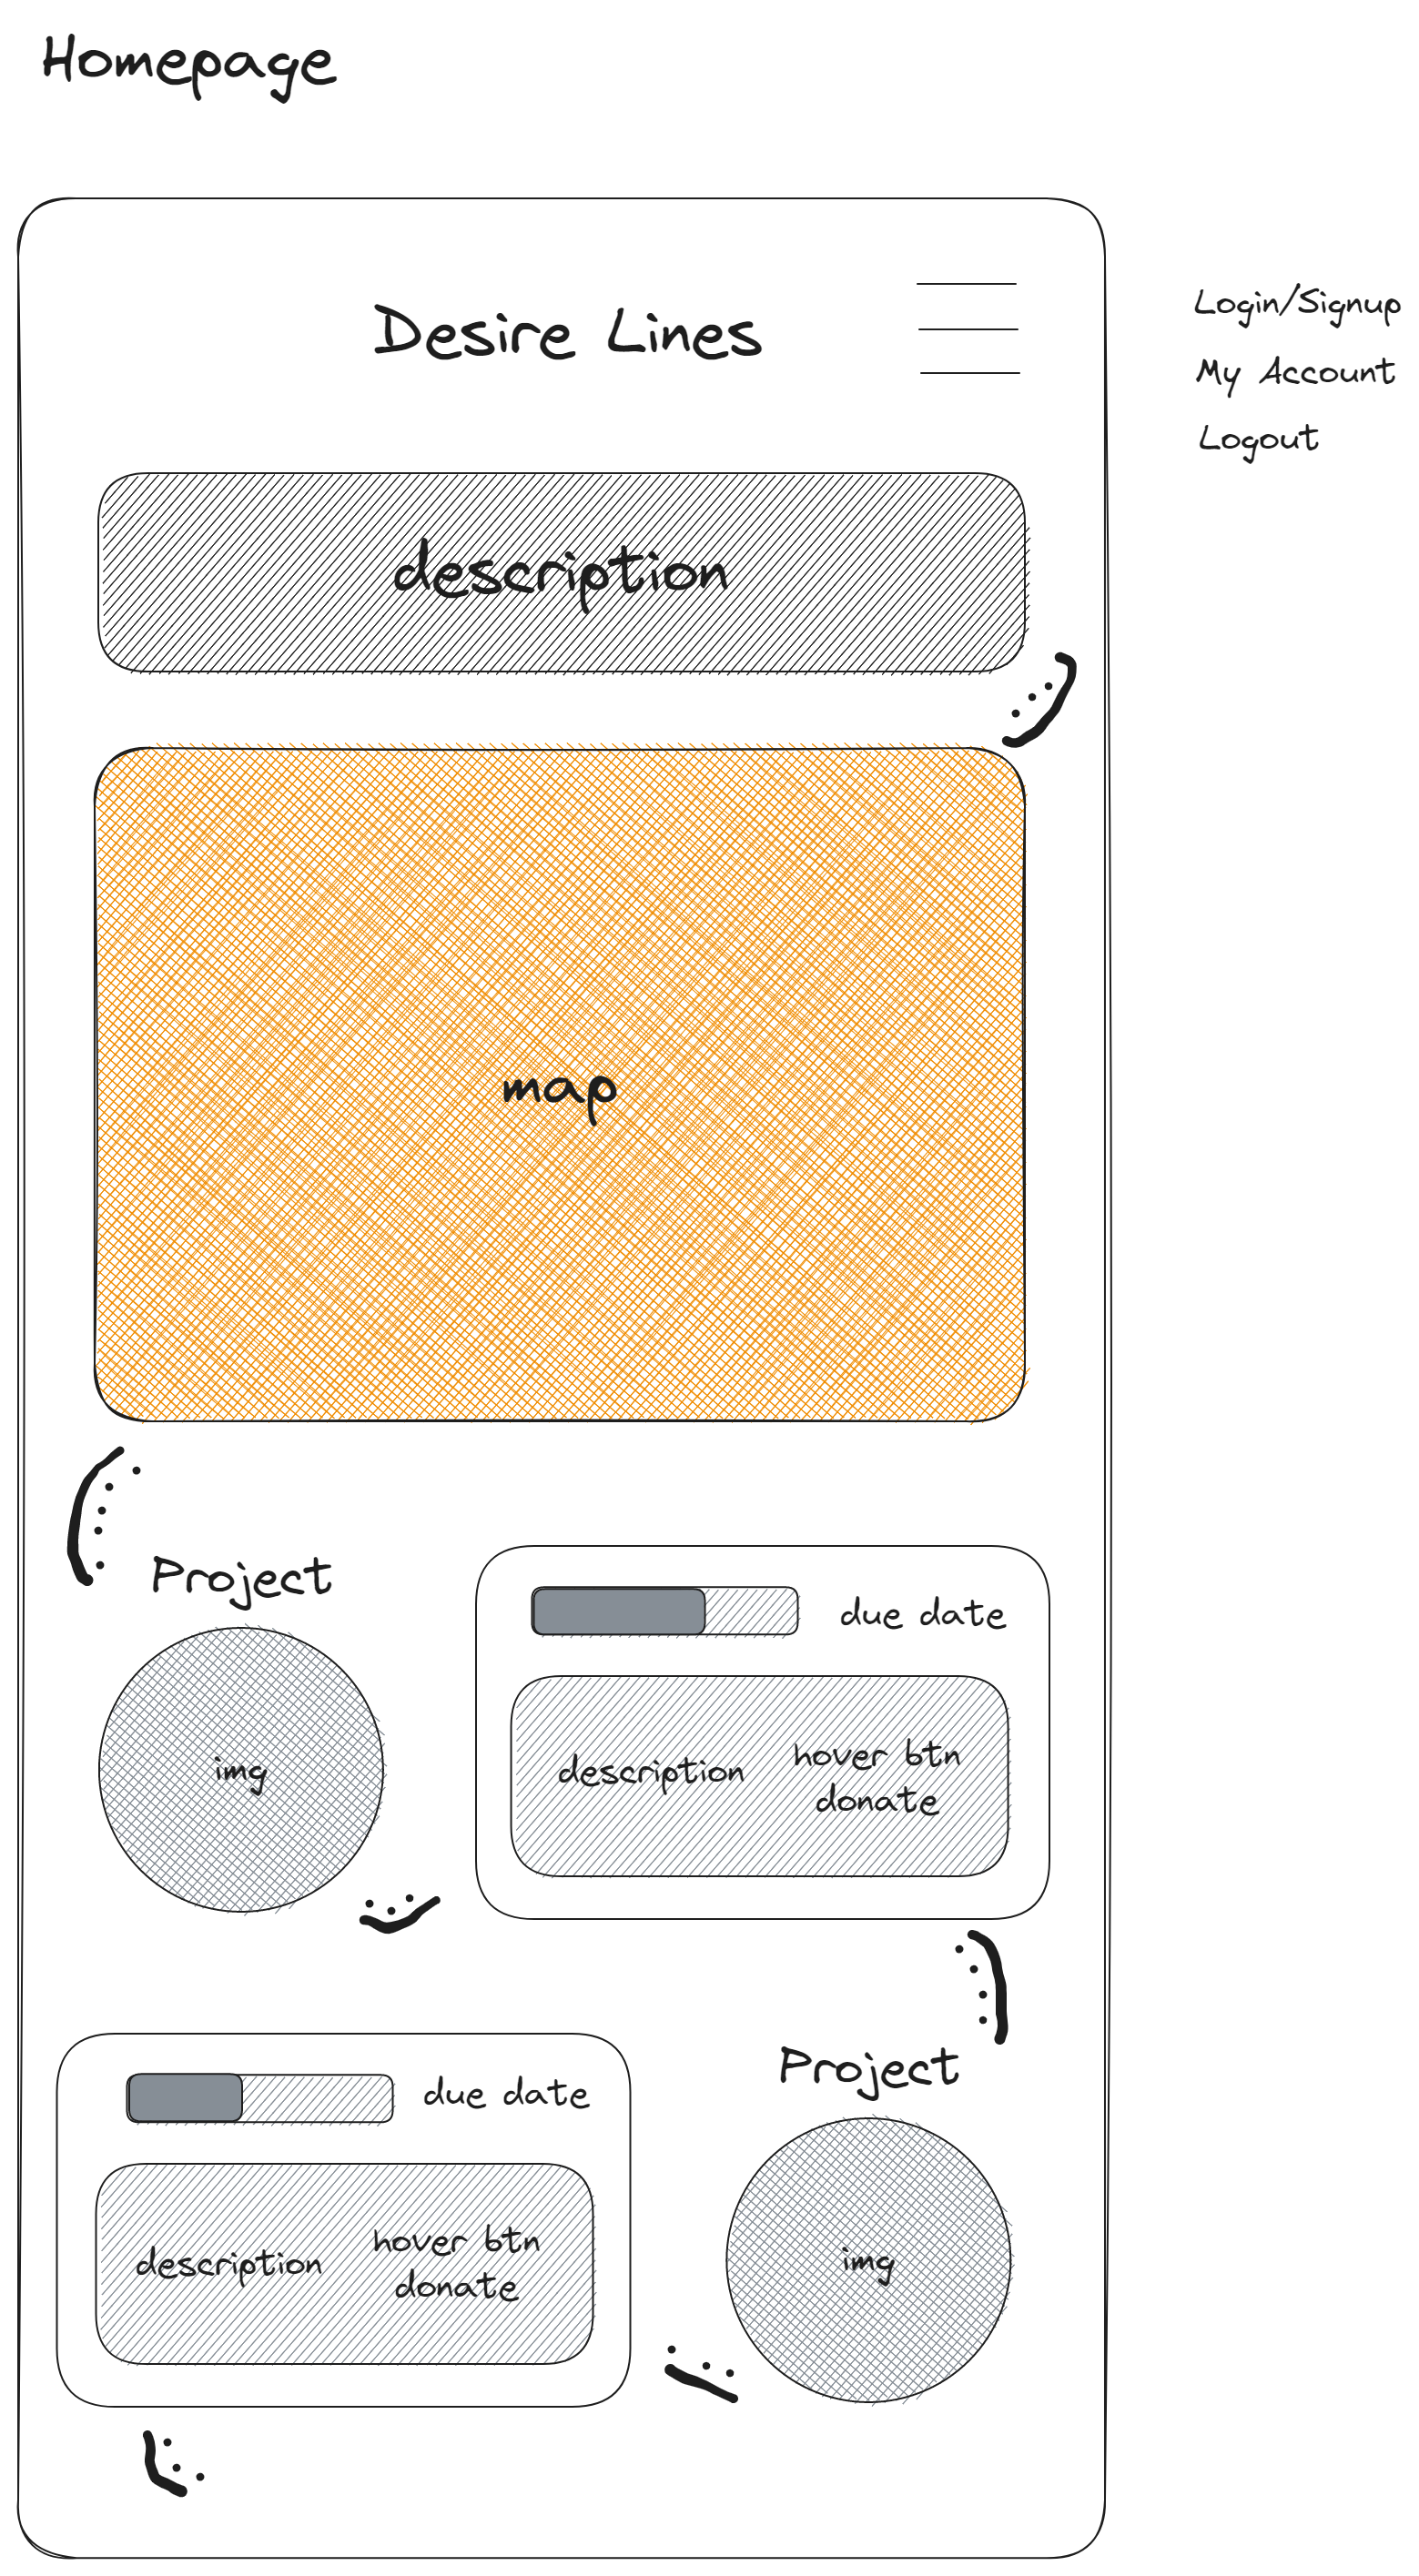 Homepage
Desire Lines
Login/Signup
My Account
Logout
description
map
Project
due date
img
description
hover btn
donate
due date
Project
description
hover btn
donate
img